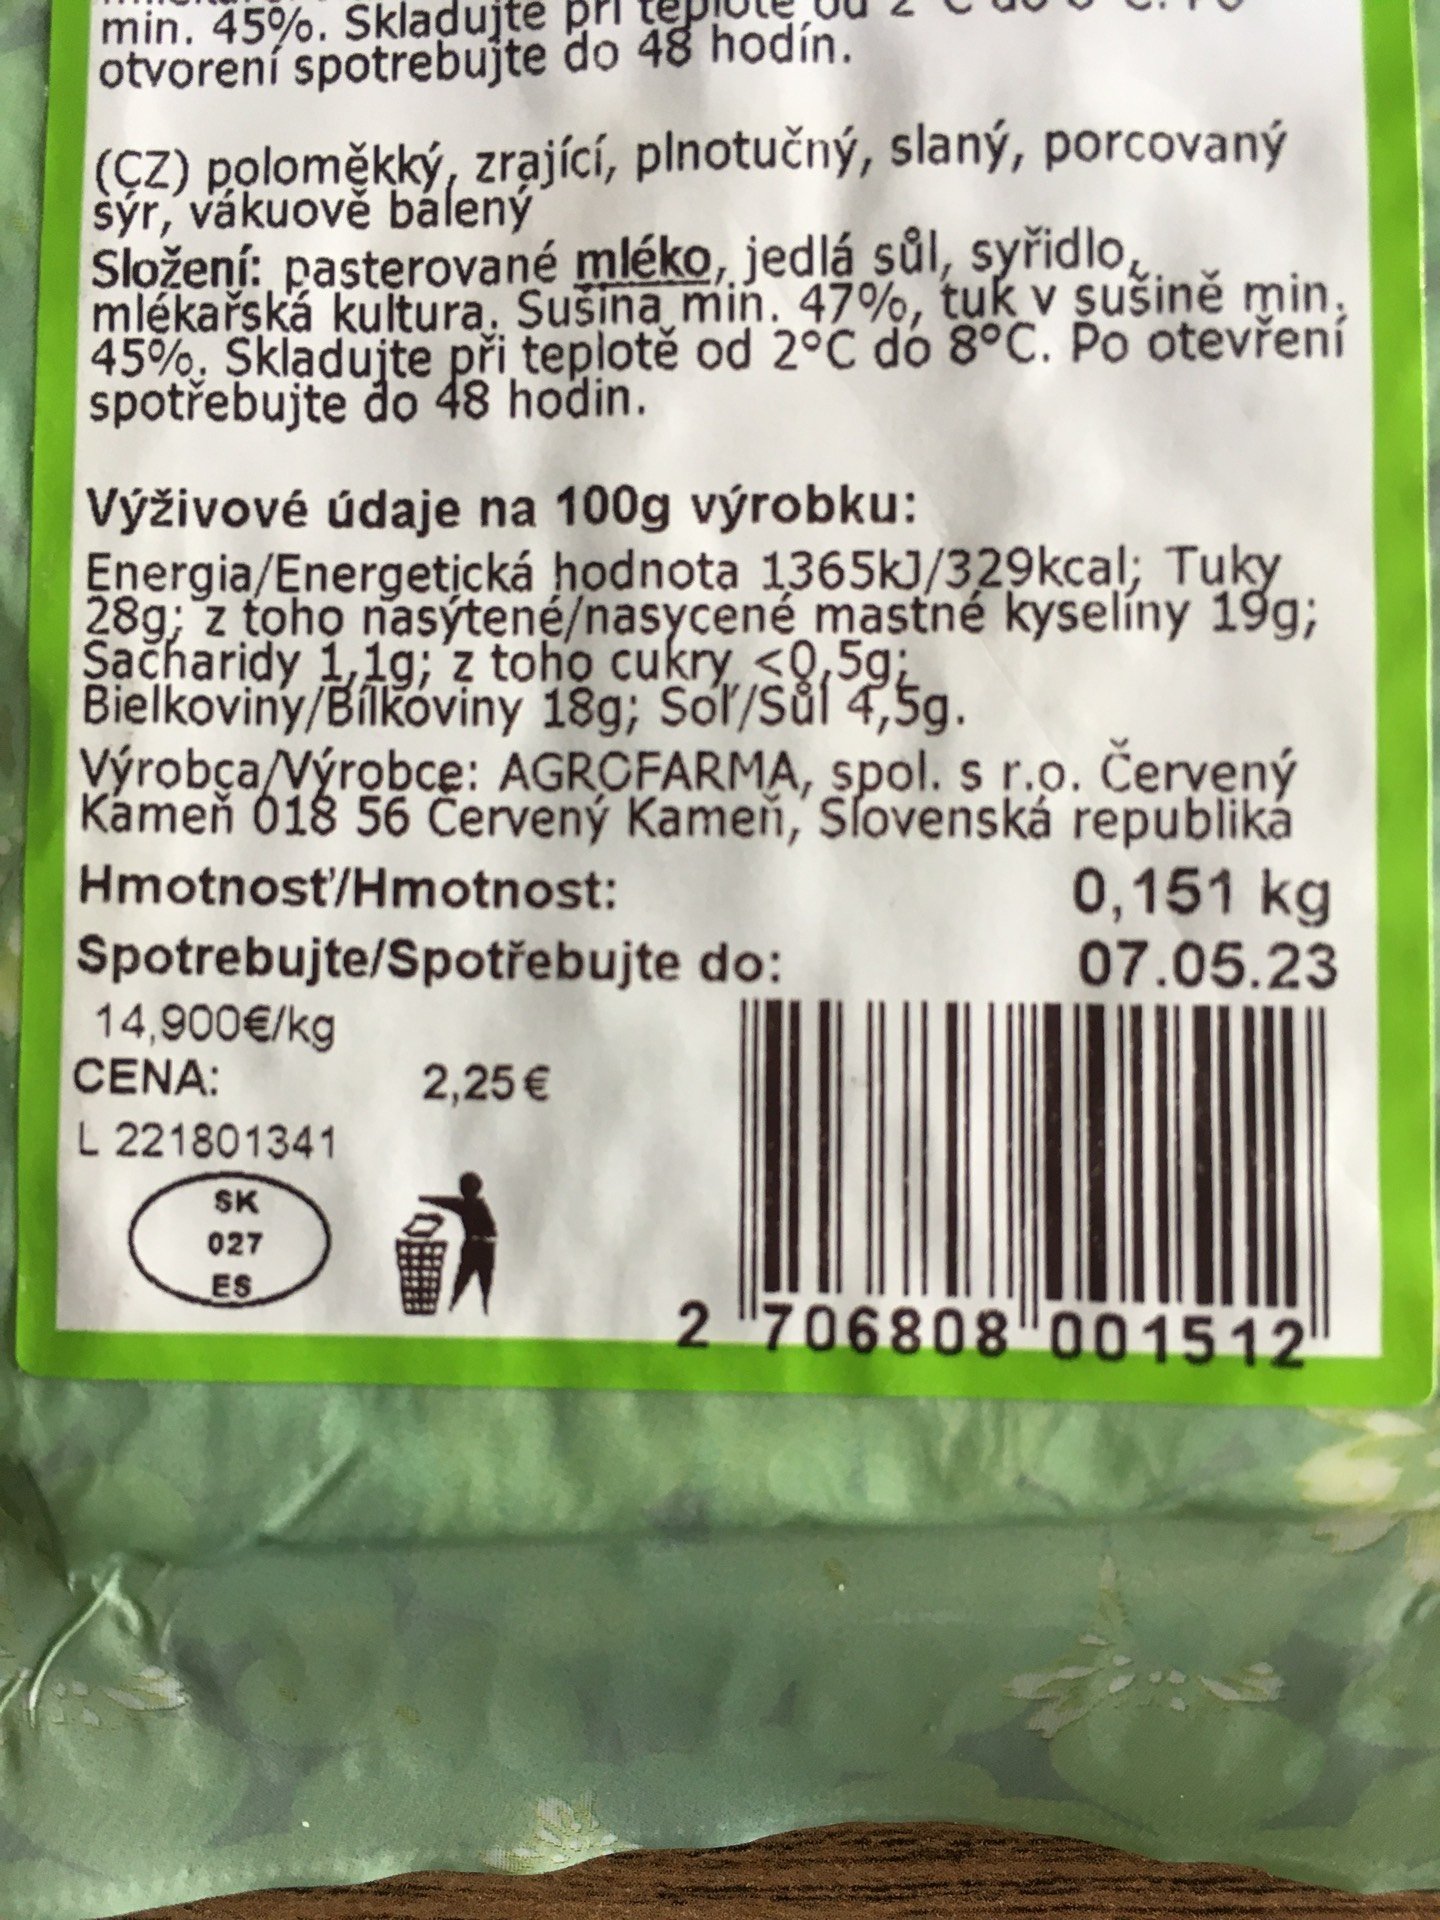 min. 45%. Skladujte pri teplote od 2
otvorení spotrebujte do 48 hodín.
(CZ) poloměkký, zrající, plnotučný, slaný, porcovaný
sýr, vákuově balený
Složení: pasterované mléko, jedlá sůl, syřidlo,
mlékařská kultura. Sušina min. 47%, tuk v sušině min.
45%. Skladujte při teplotě od 2°C do 8°C. Po otevření
spotřebujte do 48 hodin.
Výživové údaje na 100g výrobku:
Energia/Energetická hodnota 1365kJ/329kcal; Tuky
28g; z toho nasýtené/nasycené mastné kyseliny 19g;
Sacharidy 1,1g; z toho cukry <0,5g;
Bielkoviny/Bílkoviny 18g; Soľ/Sůl 4,5g.
Výrobca/Výrobce: AGROFARMA, spol. s r.o. Červený
Kameň 018 56 Červený Kameň, Slovenská republika
Hmotnosť/Hmotnost: 0,151 kg
Spotrebujte/Spotřebujte do: 07.05.23
14,900€/kg
CENA: 2,25€
L 221801341
SK
027
ES
2 706808 001512